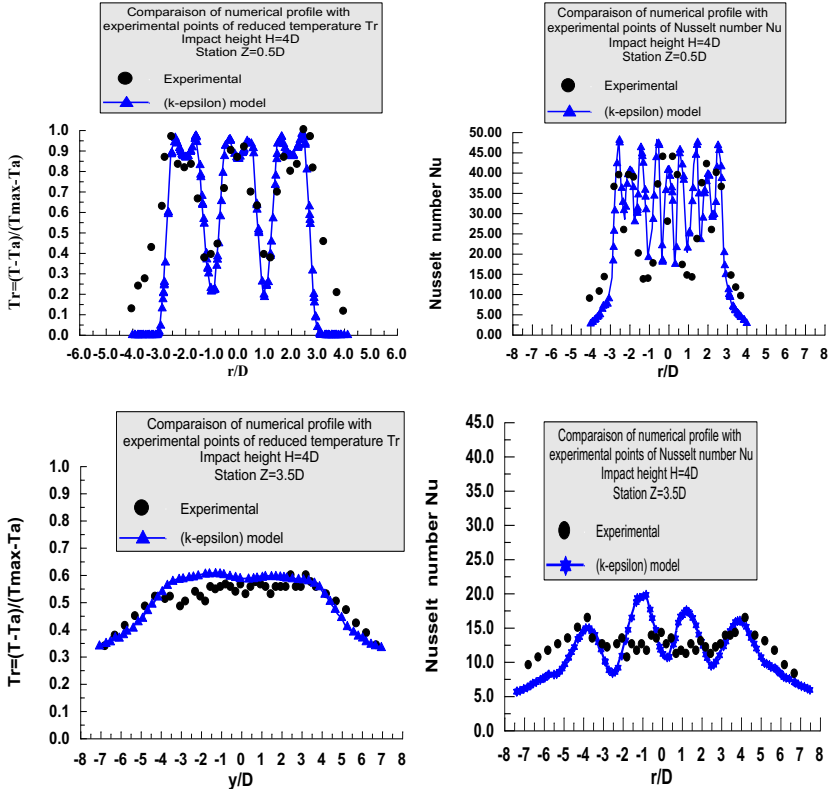 Comparaison of numerical profile with
experimental points of reduced temperature Tr
Impact height H=4D
Station Z=0.5D
Experimental
(k-epsilon) model
Tr=(T-Ta)/(Tmax-Ta)
1.0
0.9
0.8
0.7
0.6
0.5
0.4
0.3
0.2
0.1
0.0
-6.0 -5.0 -4.0 -3.0 -2.0 -1.0 0.0 1.0 2.0 3.0 4.0 5.0 6.0
r/D
Comparaison of numerical profile with
experimental points of Nusselt number Nu
Impact height H=4D
Station Z=0.5D
Experimental
(k-epsilon) model
Nusselt number Nu
50.00
45.00
40.00
35.00
30.00
25.00
20.00
15.00
10.00
5.00
0.00
-8 -7 -6 -5 -4 -3 -2 -1 0 1 2 3 4 5 6 7 8
r/D
Comparaison of numerical profile with
experimental points of reduced temperature Tr
Impact height H=4D
Station Z=3.5D
Experimental
(k-epsilon) model
Tr=(T-Ta)/(Tmax-Ta)
1.0
0.9
0.8
0.7
0.6
0.5
0.4
0.3
0.2
0.1
0.0
-8 -7 -6 -5 -4 -3 -2 -1 0 1 2 3 4 5 6 7 8
y/D
Comparaison of numerical profile with
experimental points of Nusselt number Nu
Impact height H=4D
Station Z=3.5D
Experimental
(k-epsilon) model
Nusselt number Nu
45.0
40.0
35.0
30.0
25.0
20.0
15.0
10.0
5.0
0.0
-8 -7 -6 -5 -4 -3 -2 -1 0 1 2 3 4 5 6 7 8
r/D